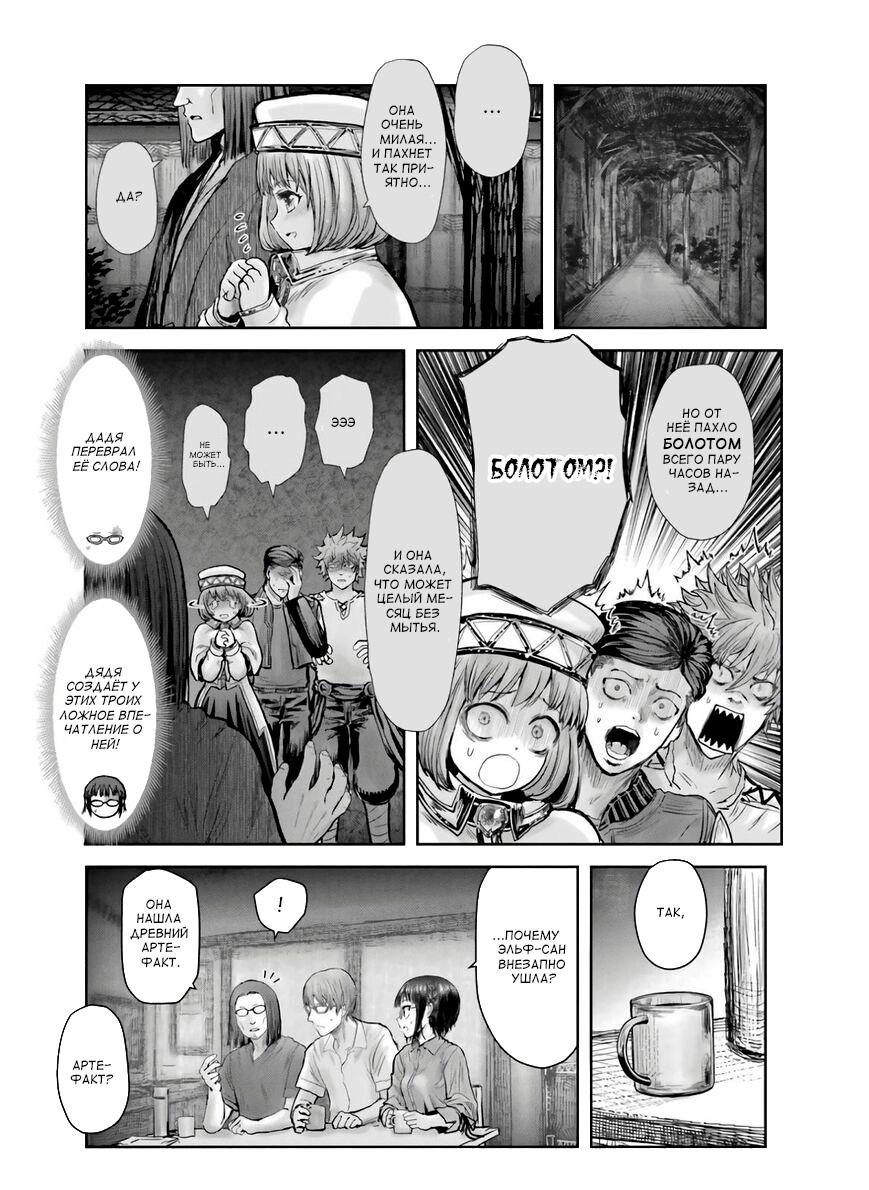 ...
ОНА
ОЧЕНЬ
МИЛАЯ...
И ПАХНЕТ
ТАК ПРИ-
ЯТНО...
ДА?
НО ОТ
НЕЁ ПАХЛО
БОЛОТОМ
ВСЕГО ПАРУ
ЧАСОВ НА-
ЗАД...
БОЛОТОМ?!
И ОНА
СКАЗАЛА,
ЧТО МОЖЕТ
ЦЕЛЫЙ МЕ-
СЯЦ БЕЗ
МЫТЬЯ.
ЭЭЭ
...
НЕ
МОЖЕТ
БЫТЬ...
ДАДЯ
ПЕРЕВРАЛ
ЕЁ СЛОВА!
ДЯДЯ
СОЗДАЁТ У
ЭТИХ ТРОИХ
ЛОЖНОЕ ВПЕ-
ЧАТЛЕНИЕ О
НЕЙ!
ТАК,
...ПОЧЕМУ
ЭЛЬФ-САН
ВНЕЗАПНО
УШЛА?
!
ОНА
НАШЛА
ДРЕВНИЙ
АРТЕ-
ФАКТ.
АРТЕ-
ФАКТ?